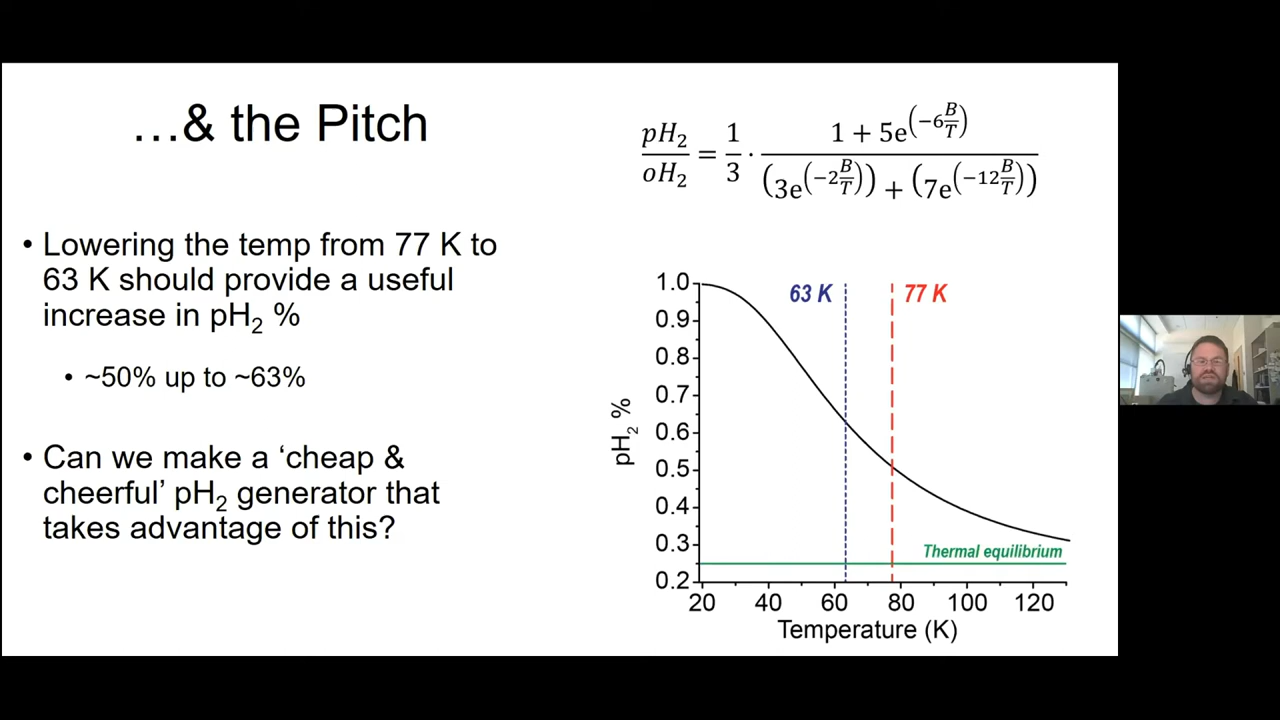 …& the Pitch
• Lowering the temp from 77 K to
63 K should provide a useful
increase in pH₂ %
• ~50% up to ~63%
• Can we make a ‘cheap &
cheerful’ pH₂ generator that
takes advantage of this?
pH₂/oH₂ = 1/3 · (1 + 5e^(−6 B/T)) / ((3e^(−2 B/T)) + (7e^(−12 B/T)))
63 K
77 K
pH₂ %
1.0
0.9
0.8
0.7
0.6
0.5
0.4
0.3
0.2
Thermal equilibrium
20 40 60 80 100 120
Temperature (K)